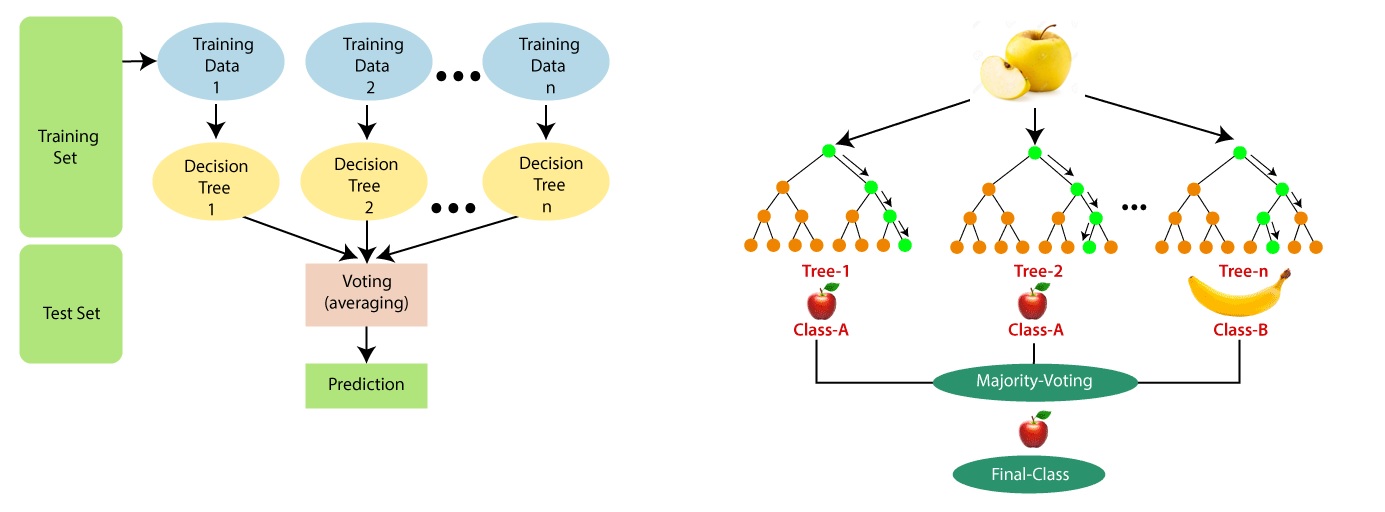 Training
Set
Test Set
Training
Data
1
Training
Data
2
Training
Data
n
Decision
Tree
1
Decision
Tree
2
Decision
Tree
n
Voting
(averaging)
Prediction
Tree-1
Tree-2
Tree-n
Class-A
Class-A
Class-B
Majority-Voting
Final-Class